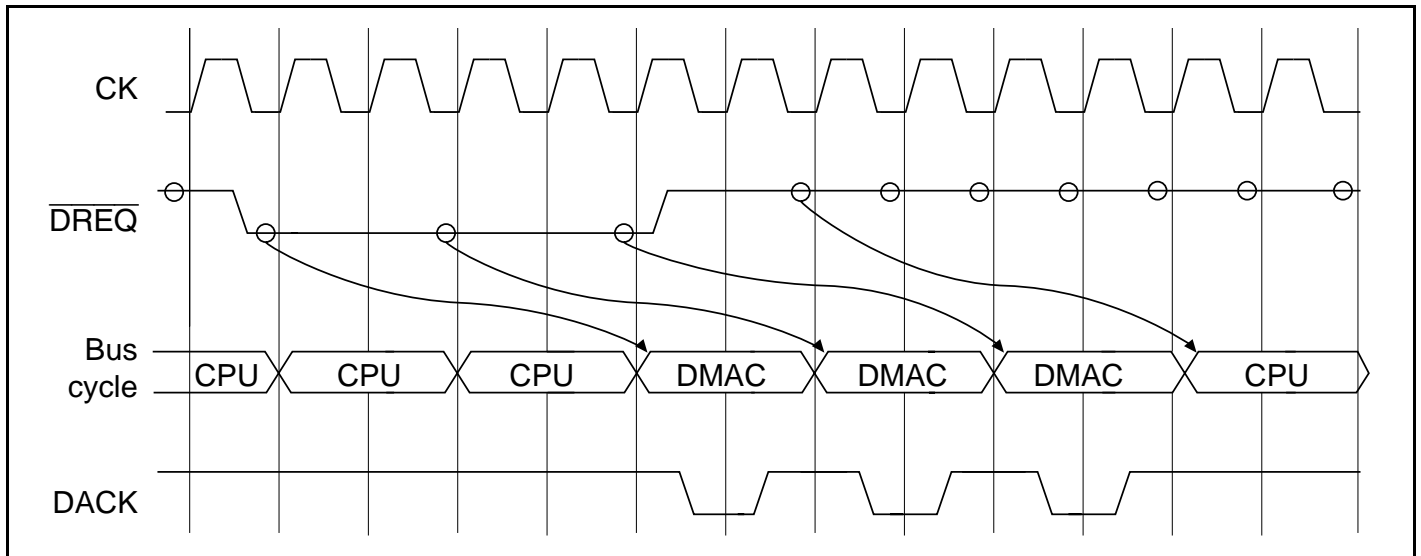 CK
DREQ
Bus cycle
CPU CPU CPU DMAC DMAC DMAC CPU
DACK